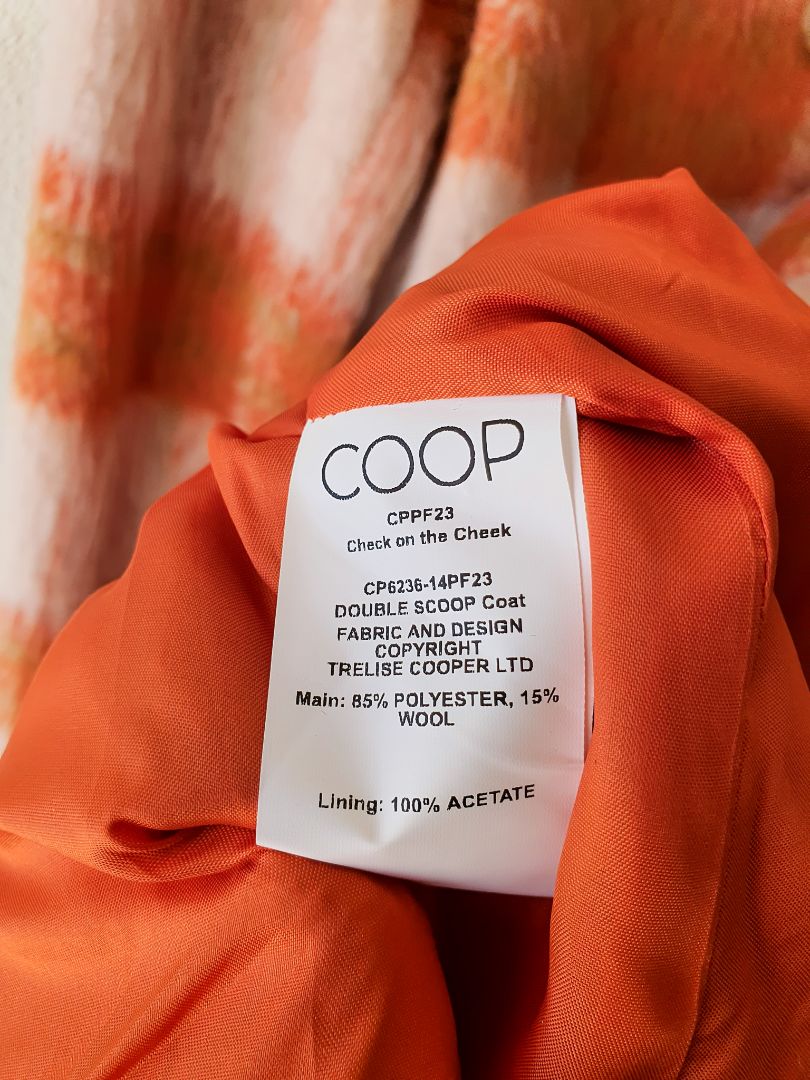 COOP
CPPF23
Check on the Cheek
CP6236-14PF23
DOUBLE SCOOP Coat
FABRIC AND DESIGN
COPYRIGHT
TRELISE COOPER LTD
Main: 85% POLYESTER, 15%
WOOL
Lining: 100% ACETATE